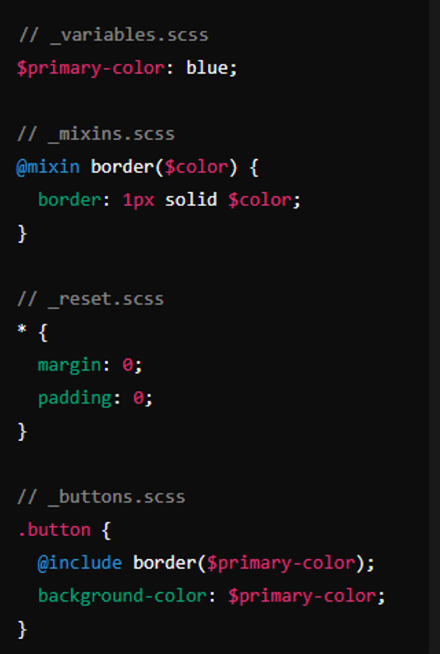 // _variables.scss
$primary-color: blue;
// _mixins.scss
@mixin border($color) {
border: 1px solid $color;
}
// _reset.scss
* {
margin: 0;
padding: 0;
}
// _buttons.scss
.button {
@include border($primary-color);
background-color: $primary-color;
}